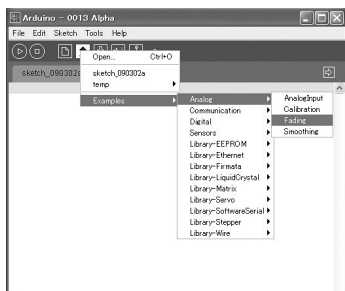 Arduino - 0013 Alpha
File Edit Sketch Tools Help
Open... Ctrl+O
sketch_090302a
sketch_090302a
temp
Examples
Analog
Communication
Digital
Sensors
Library-EEPROM
Library-Ethernet
Library-Firmata
Library-LiquidCrystal
Library-Matrix
Library-Servo
Library-SoftwareSerial
Library-Stepper
Library-Wire
AnalogInput
Calibration
Fading
Smoothing